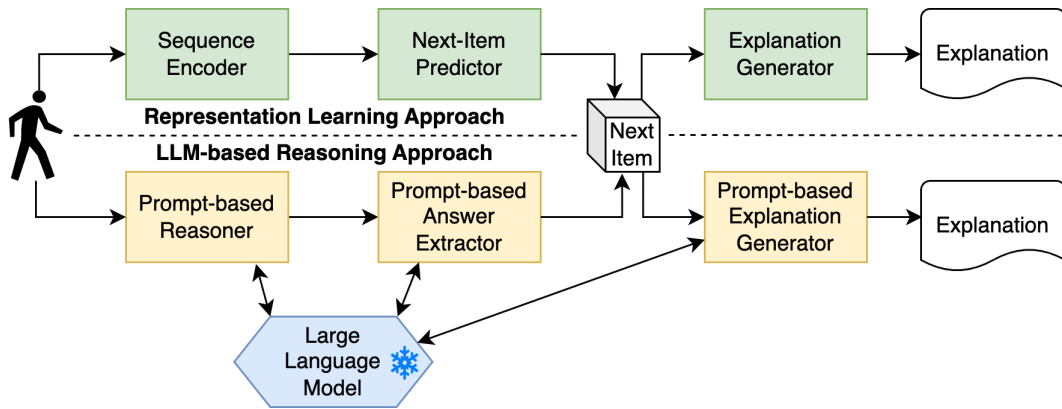 Sequence
Encoder
Next-Item
Predictor
Explanation
Generator
Explanation
Representation Learning Approach
Next
Item
LLM-based Reasoning Approach
Prompt-based
Reasoner
Prompt-based
Answer
Extractor
Prompt-based
Explanation
Generator
Explanation
Large
Language
Model